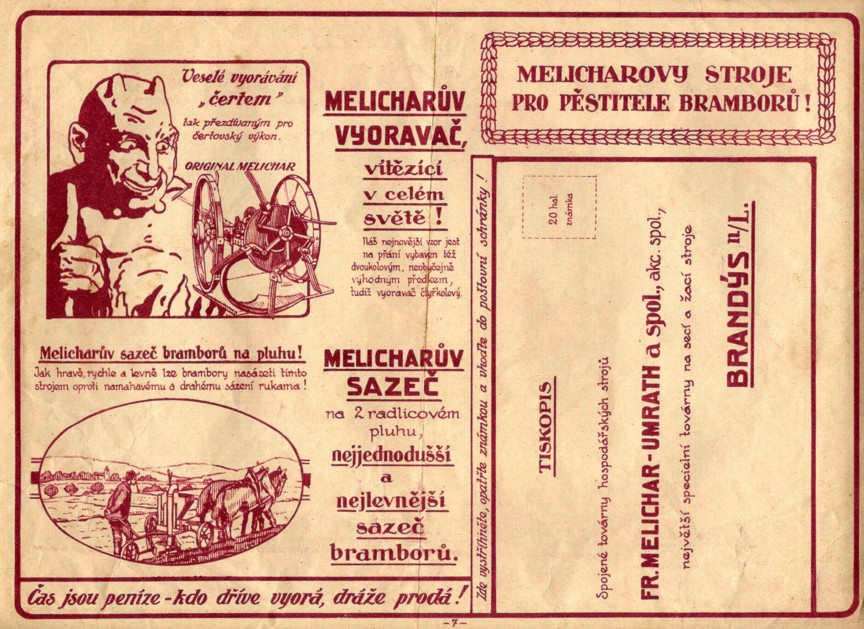 Veselé vyorávání
„čertem"
tak přezdívaným pro
čertovský výkon.
ORIGINAL MELICHAR
MELICHARŮV
VYORAVAČ,
vítězící
v celém
světě !
Náš nejnovější vzor jest
na přání vybaven též
dvoukolovým, neobyčejně
výhodným předkem,
tudíž vyoravač čtyřkolový.
Melicharův sazeč bramborů na pluhu!
Jak hravě, rychle a levně lze brambory nasázeti tímto
strojem oproti namahavému a drahému sázení rukama !
MELICHARŮV
SAZEČ
na 2 radlicovém
pluhu,
nejjednodušší
a
nejlevnější
sazeč
bramborů.
Čas jsou peníze - kdo dříve vyorá, dráže prodá !
MELICHAROVY STROJE
PRO PĚSTITELE BRAMBORŮ !
Zde vystřihněte, opatřte známkou a vhoďte do poštovní schránky !
20 hal.
známka
TISKOPIS
Spojené továrny hospodářských strojů
FR. MELICHAR - UMRATH a spol., akc. spol.,
největší specielní továrny na secí a žací stroje
BRANDÝS n/L.
-7-